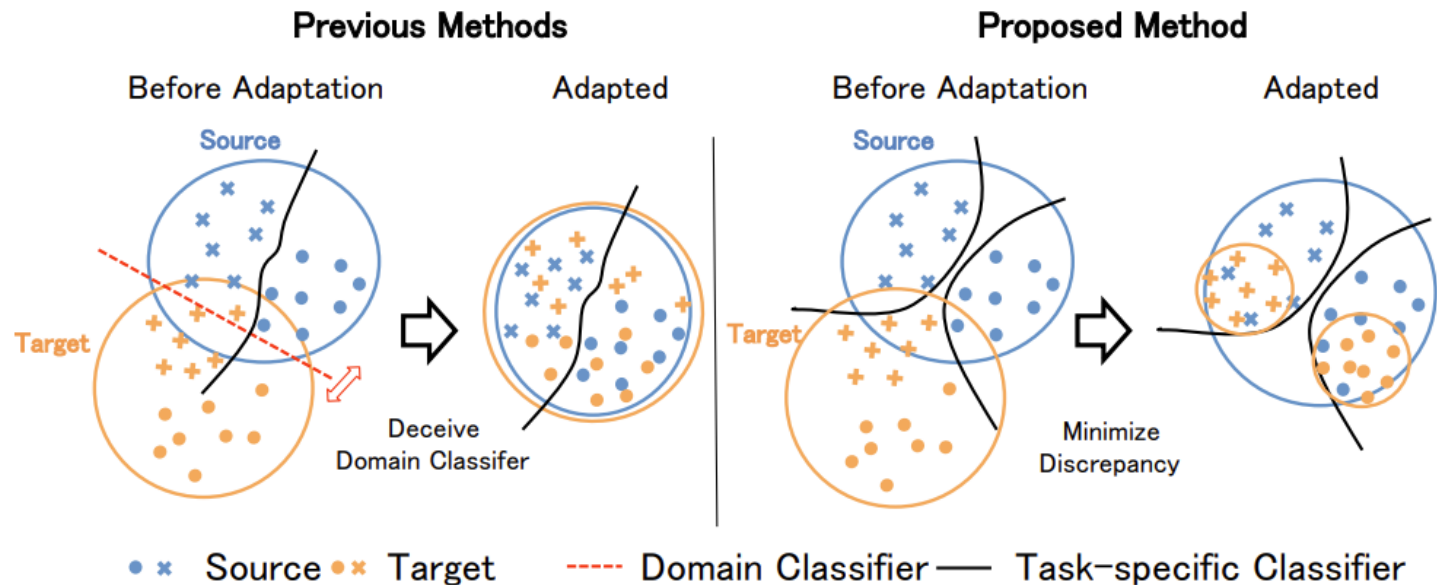 Previous Methods
Proposed Method
Before Adaptation
Adapted
Before Adaptation
Adapted
Source
Source
Target
Target
Deceive
Domain Classifer
Minimize
Discrepancy
Source
Target
Domain Classifier
Task-specific Classifier